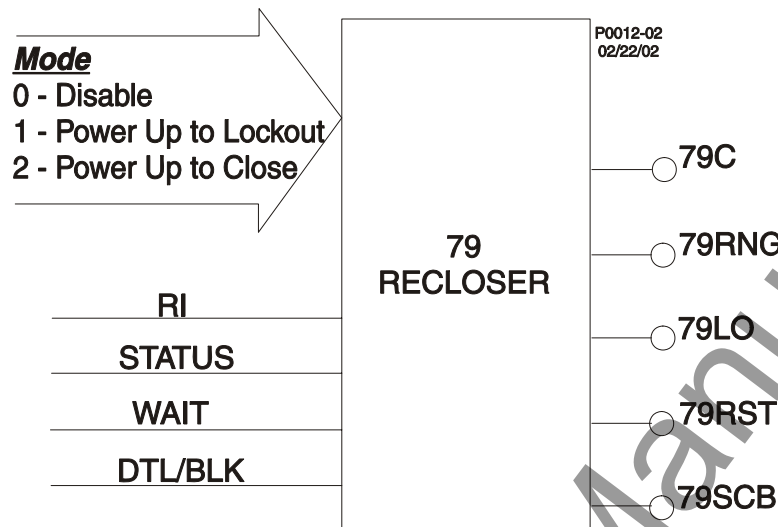 P0012-02
02/22/02
Mode
0 - Disable
1 - Power Up to Lockout
2 - Power Up to Close
79
RECLOSER
RI
STATUS
WAIT
DTL/BLK
79C
79RNG
79LO
79RST
79SCB